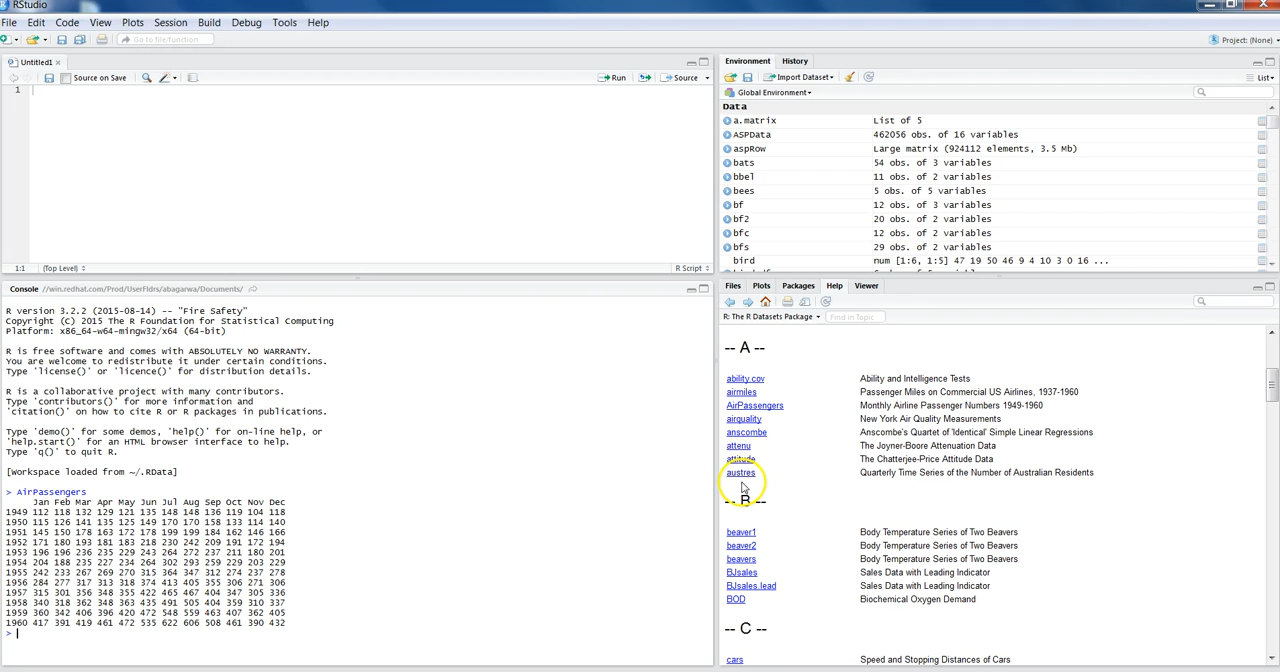 RStudio
File Edit Code View Plots Session Build Debug Tools Help
Go to file/function Project: (None)
Untitled1
Source on Save Run Source
1
1:1 (Top Level) R Script
Console //win.redhat.com/Prod/UserFldrs/abagarwa/Documents/
R version 3.2.2 (2015-08-14) -- "Fire Safety"
Copyright (C) 2015 The R Foundation for Statistical Computing
Platform: x86_64-w64-mingw32/x64 (64-bit)
R is free software and comes with ABSOLUTELY NO WARRANTY.
You are welcome to redistribute it under certain conditions.
Type 'license()' or 'licence()' for distribution details.
R is a collaborative project with many contributors.
Type 'contributors()' for more information and
'citation()' on how to cite R or R packages in publications.
Type 'demo()' for some demos, 'help()' for on-line help, or
'help.start()' for an HTML browser interface to help.
Type 'q()' to quit R.
[Workspace loaded from ~/.RData]
> AirPassengers
Jan Feb Mar Apr May Jun Jul Aug Sep Oct Nov Dec
1949 112 118 132 129 121 135 148 148 136 119 104 118
1950 115 126 141 135 125 149 170 170 158 133 114 140
1951 145 150 178 163 172 178 199 199 184 162 146 166
1952 171 180 193 181 183 218 230 242 209 191 172 194
1953 196 196 236 235 229 243 264 272 237 211 180 201
1954 204 188 235 227 234 264 302 293 259 229 203 229
1955 242 233 267 269 270 315 364 347 312 274 237 278
1956 284 277 317 313 318 374 413 405 355 306 271 306
1957 315 301 356 348 355 422 465 467 404 347 305 336
1958 340 318 362 348 363 435 491 505 404 359 310 337
1959 360 342 406 396 420 472 548 559 463 407 362 405
1960 417 391 419 461 472 535 622 606 508 461 390 432
>
Environment History
Import Dataset List
Global Environment
Data
a.matrix List of 5
ASPData 462056 obs. of 16 variables
aspRow Large matrix (924112 elements, 3.5 Mb)
bats 54 obs. of 3 variables
bbel 11 obs. of 2 variables
bees 5 obs. of 5 variables
bf 12 obs. of 3 variables
bf2 20 obs. of 2 variables
bfc 12 obs. of 2 variables
bfs 29 obs. of 2 variables
bird num [1:6, 1:5] 47 19 50 46 9 4 10 3 0 16 ...
Files Plots Packages Help Viewer
R: The R Datasets Package Find in Topic
-- A --
ability.cov Ability and Intelligence Tests
airmiles Passenger Miles on Commercial US Airlines, 1937-1960
AirPassengers Monthly Airline Passenger Numbers 1949-1960
airquality New York Air Quality Measurements
anscombe Anscombe's Quartet of 'Identical' Simple Linear Regressions
attenu The Joyner-Boore Attenuation Data
attitude The Chatterjee-Price Attitude Data
austres Quarterly Time Series of the Number of Australian Residents
-- B --
beaver1 Body Temperature Series of Two Beavers
beaver2 Body Temperature Series of Two Beavers
beavers Body Temperature Series of Two Beavers
BJsales Sales Data with Leading Indicator
BJsales.lead Sales Data with Leading Indicator
BOD Biochemical Oxygen Demand
-- C --
cars Speed and Stopping Distances of Cars